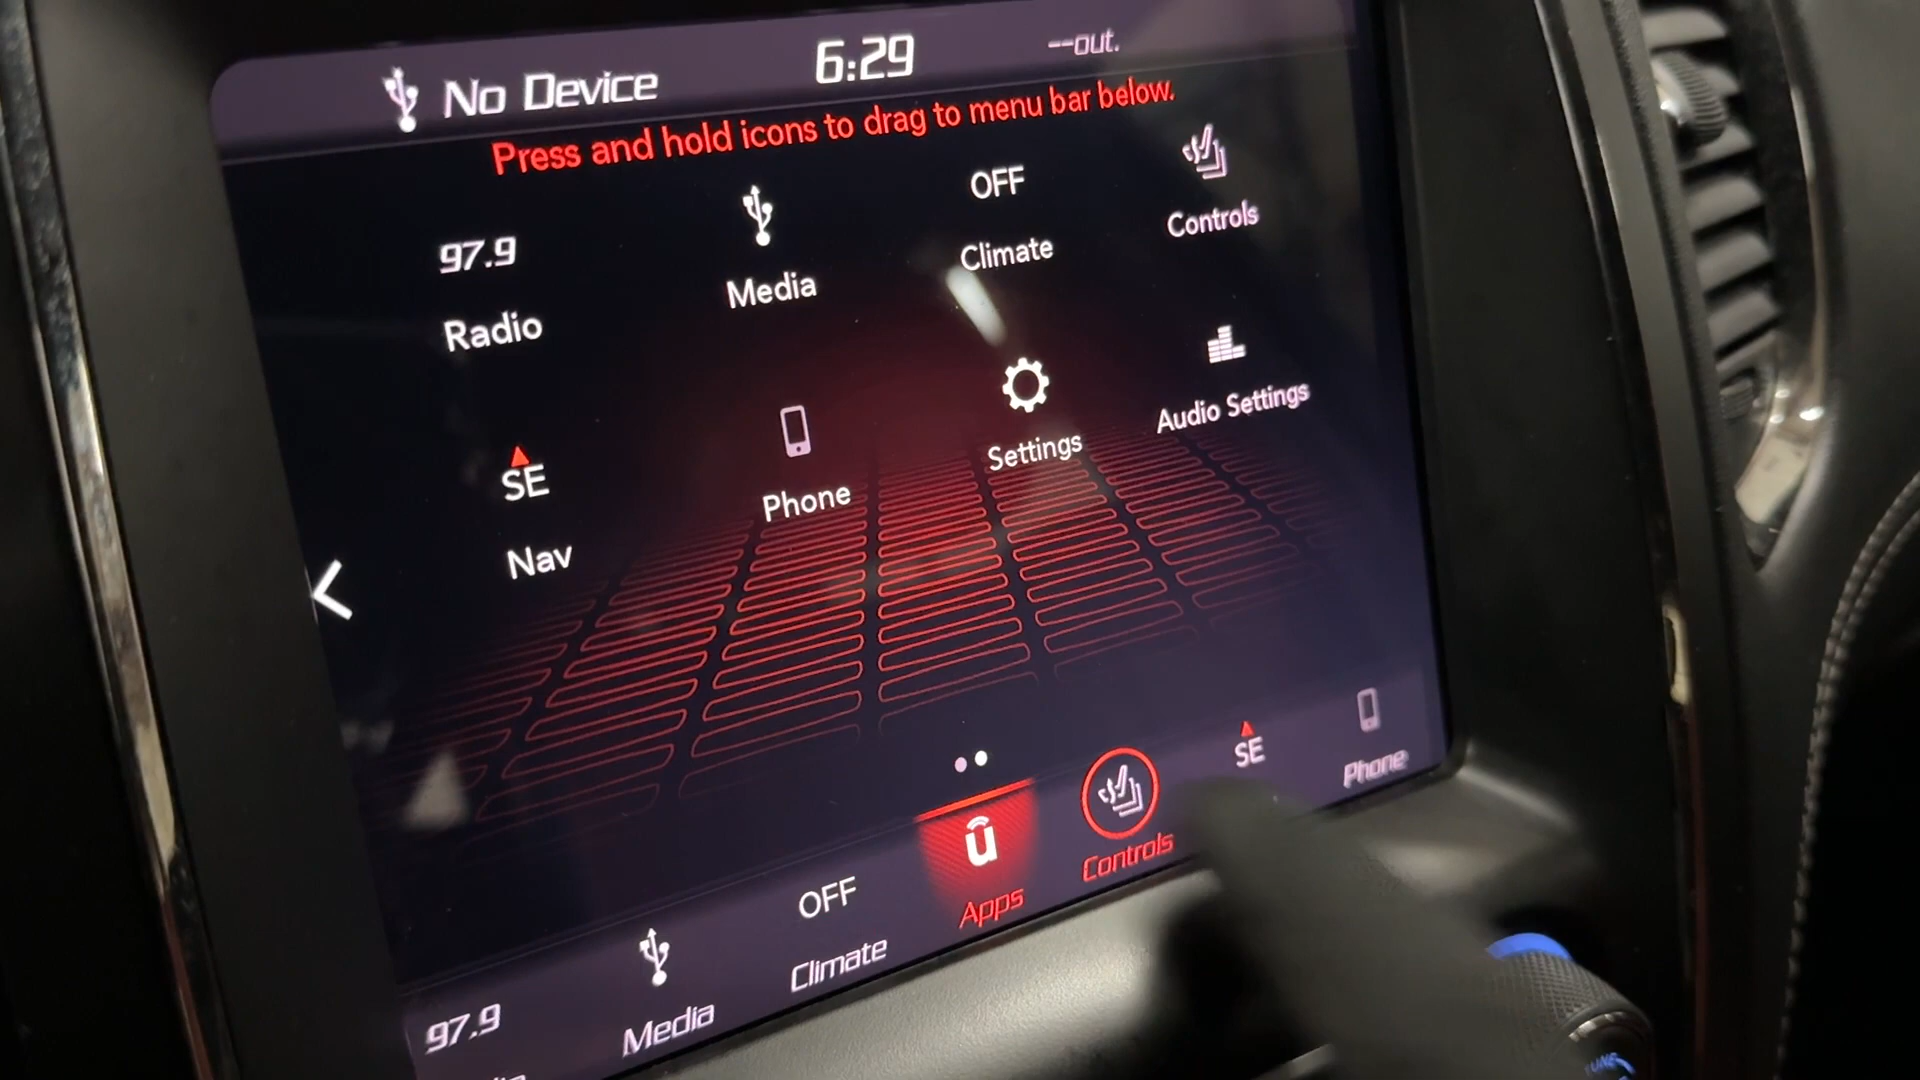 No Device
6:29
--out.
Press and hold icons to drag to menu bar below.
97.9
Radio
Media
OFF
Climate
Controls
SE
Nav
Phone
Settings
Audio Settings
97.9
Media
OFF
Climate
Apps
Controls
SE
Phone